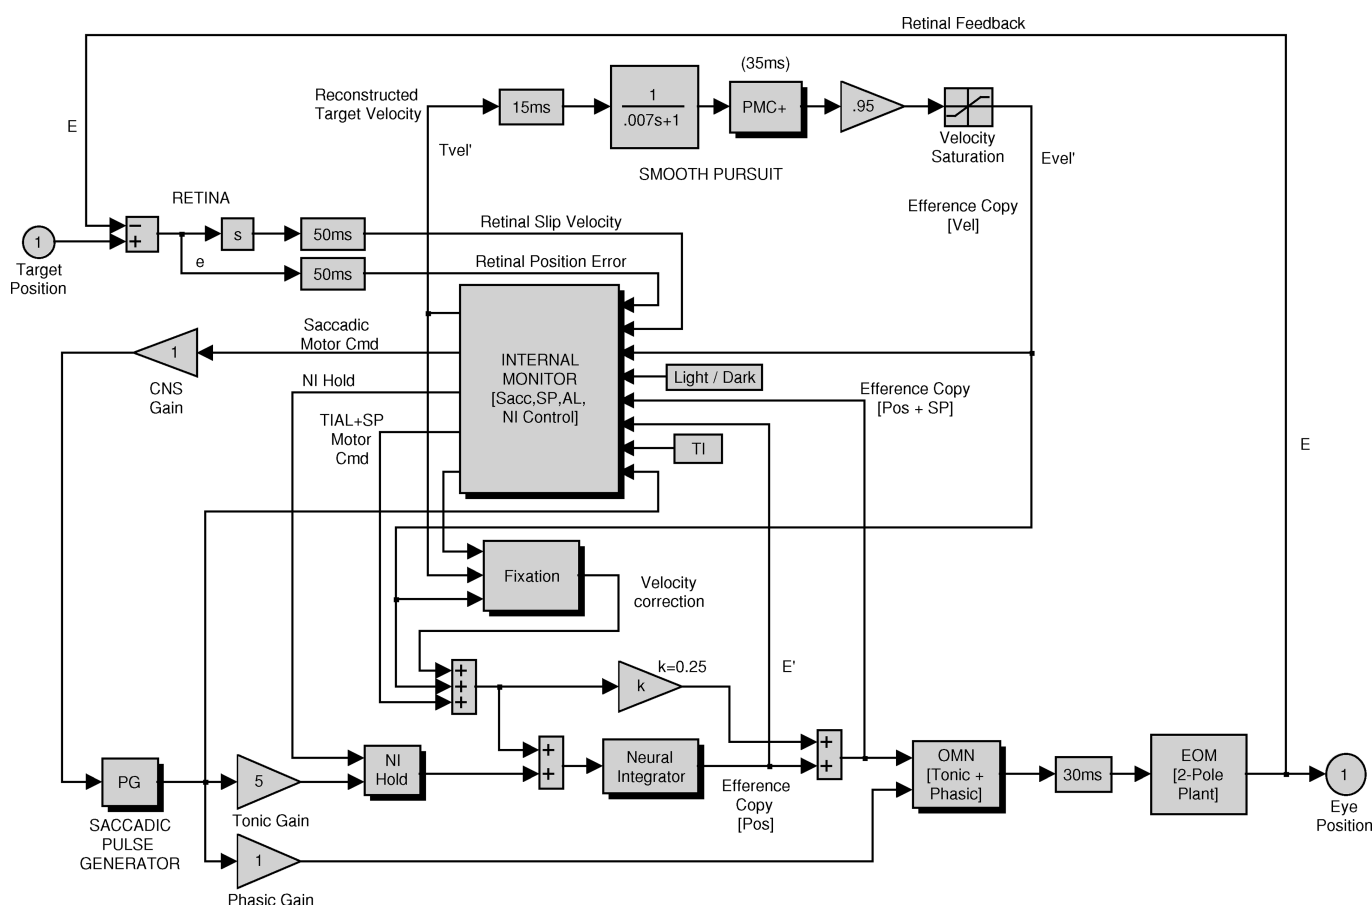 Retinal Feedback
(35ms)
Reconstructed
Target Velocity
15ms
1
.007s+1
PMC+
.95
E
Tvel'
Velocity
Saturation
Evel'
SMOOTH PURSUIT
RETINA
Efference Copy
[Vel]
−
+
1
s
50ms
Retinal Slip Velocity
e
50ms
Retinal Position Error
Target
Position
Saccadic
Motor Cmd
1
CNS
Gain
INTERNAL
MONITOR
[Sacc,SP,AL,
NI Control]
Light / Dark
NI Hold
Efference Copy
[Pos + SP]
TIAL+SP
Motor
Cmd
TI
E
Fixation
Velocity
correction
+
+
+
k
k=0.25
E'
PG
SACCADIC
PULSE
GENERATOR
5
Tonic Gain
NI
Hold
+
+
Neural
Integrator
Efference
Copy
[Pos]
+
+
OMN
[Tonic +
Phasic]
30ms
EOM
[2-Pole
Plant]
1
Eye
Position
1
Phasic Gain